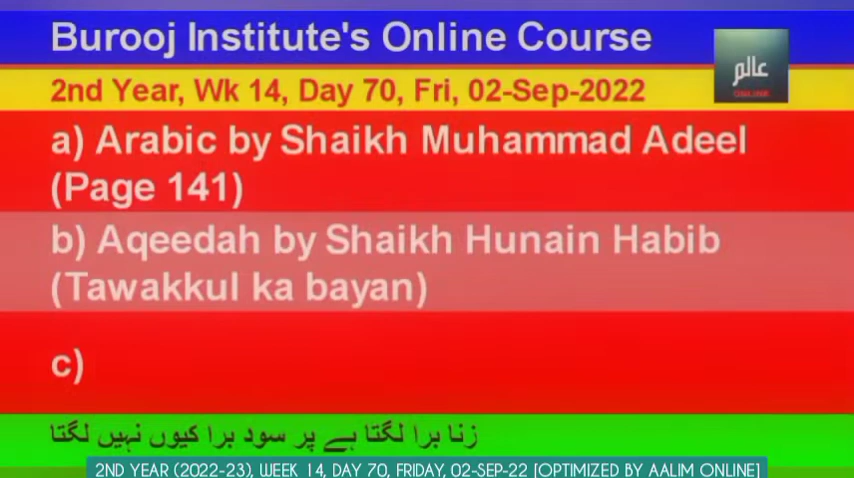 Burooj Institute's Online Course
عالم
ONLINE
2nd Year, Wk 14, Day 70, Fri, 02-Sep-2022
a) Arabic by Shaikh Muhammad Adeel
(Page 141)
b) Aqeedah by Shaikh Hunain Habib
(Tawakkul ka bayan)
c)
زنا برا لگتا ہے پر سود برا کیوں نہیں لگتا
2ND YEAR (2022-23), WEEK 14, DAY 70, FRIDAY, 02-SEP-22 [OPTIMIZED BY AALIM ONLINE]